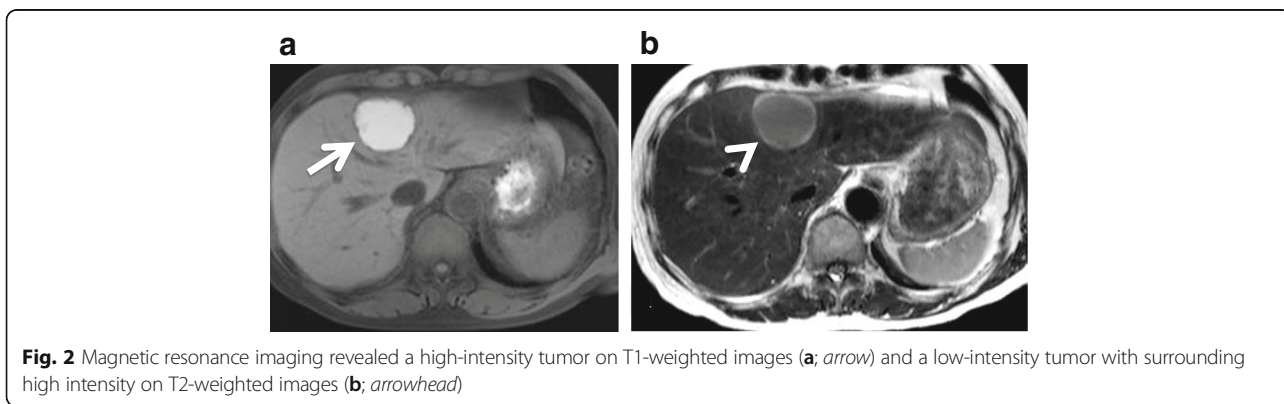 a b
Fig. 2 Magnetic resonance imaging revealed a high-intensity tumor on T1-weighted images (a; arrow) and a low-intensity tumor with surrounding
high intensity on T2-weighted images (b; arrowhead)